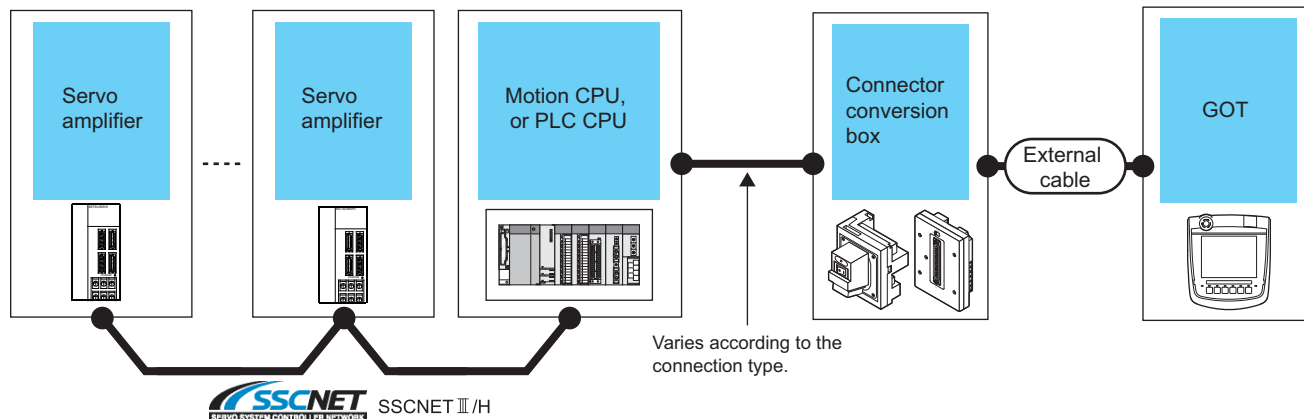 Servo
amplifier
Servo
amplifier
Motion CPU,
or PLC CPU
Connector
conversion
box
External
cable
GOT
Varies according to the
connection type.
SSCNET
SERVO SYSTEM CONTROLLER NETWORK
SSCNETⅢ/H